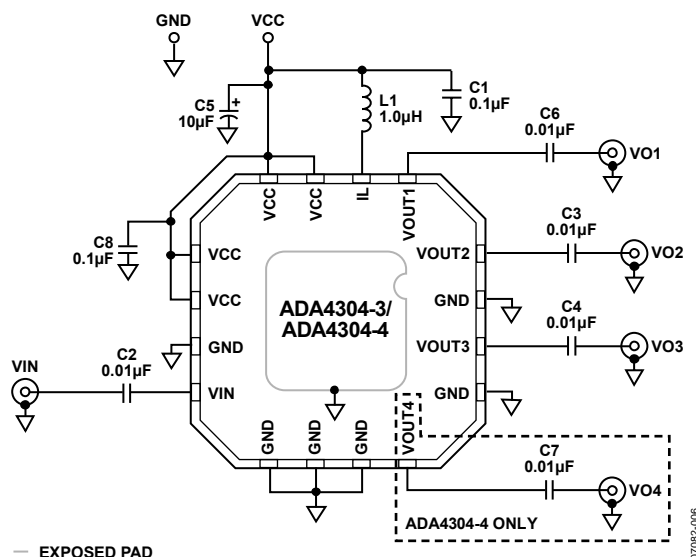 GND
VCC
C5
10µF
+
L1
1.0µH
C1
0.1µF
C6
0.01µF
VO1
VCC
VCC
IL
VOUT1
C8
0.1µF
VCC
VOUT2
C3
0.01µF
VO2
VCC
GND
ADA4304-3/
ADA4304-4
C4
0.01µF
GND
VOUT3
VO3
VIN
C2
0.01µF
VIN
GND
GND
GND
GND
VOUT4
C7
0.01µF
VO4
ADA4304-4 ONLY
EXPOSED PAD
07082-006